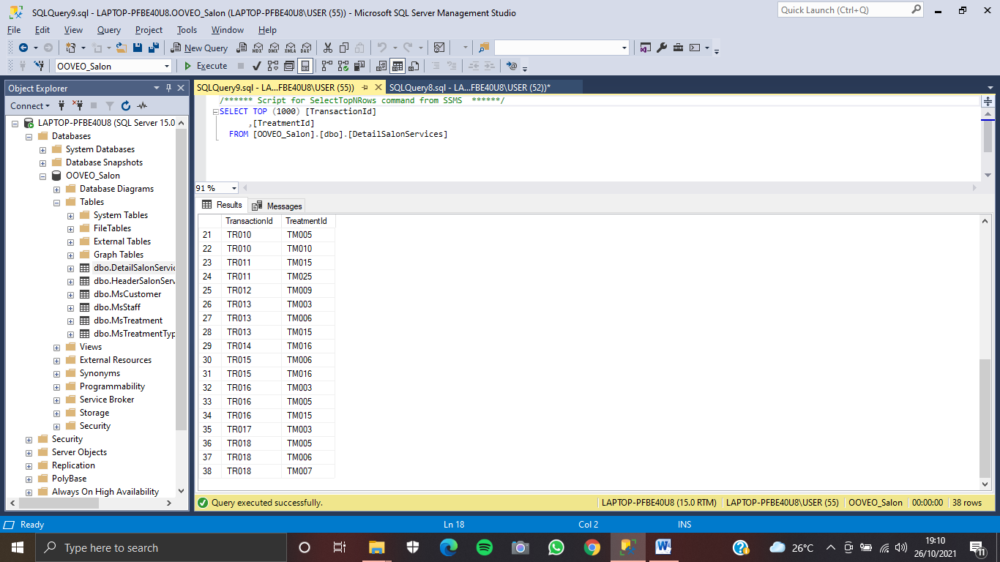 SQLQuery9.sql - LAPTOP-PFBE40U8.OOVEO_Salon (LAPTOP-PFBE40U8\USER (55)) - Microsoft SQL Server Management Studio
Quick Launch (Ctrl+Q)
File Edit View Query Project Tools Window Help
New Query MDX DMX XMLA DAX
OOVEO_Salon Execute
Object Explorer
Connect
LAPTOP-PFBE40U8 (SQL Server 15.0
Databases
System Databases
Database Snapshots
OOVEO_Salon
Database Diagrams
Tables
System Tables
FileTables
External Tables
Graph Tables
dbo.DetailSalonServic
dbo.HeaderSalonServ
dbo.MsCustomer
dbo.MsStaff
dbo.MsTreatment
dbo.MsTreatmentTyp
Views
External Resources
Synonyms
Programmability
Service Broker
Storage
Security
Security
Server Objects
Replication
PolyBase
Always On High Availability
SQLQuery9.sql - LA...FBE40U8\USER (55)) SQLQuery8.sql - LA...FBE40U8\USER (52))*
/****** Script for SelectTopNRows command from SSMS ******/
SELECT TOP (1000) [TransactionId]
,[TreatmentId]
FROM [OOVEO_Salon].[dbo].[DetailSalonServices]
91 %
Results Messages
TransactionId TreatmentId
21 TR010 TM005
22 TR010 TM010
23 TR011 TM015
24 TR011 TM025
25 TR012 TM009
26 TR013 TM003
27 TR013 TM006
28 TR013 TM015
29 TR014 TM016
30 TR015 TM006
31 TR015 TM016
32 TR016 TM003
33 TR016 TM005
34 TR016 TM015
35 TR017 TM003
36 TR018 TM005
37 TR018 TM006
38 TR018 TM007
Query executed successfully. LAPTOP-PFBE40U8 (15.0 RTM) LAPTOP-PFBE40U8\USER (55) OOVEO_Salon 00:00:00 38 rows
Ready Ln 18 Col 2 INS
Type here to search
26°C
19:10
26/10/2021
11